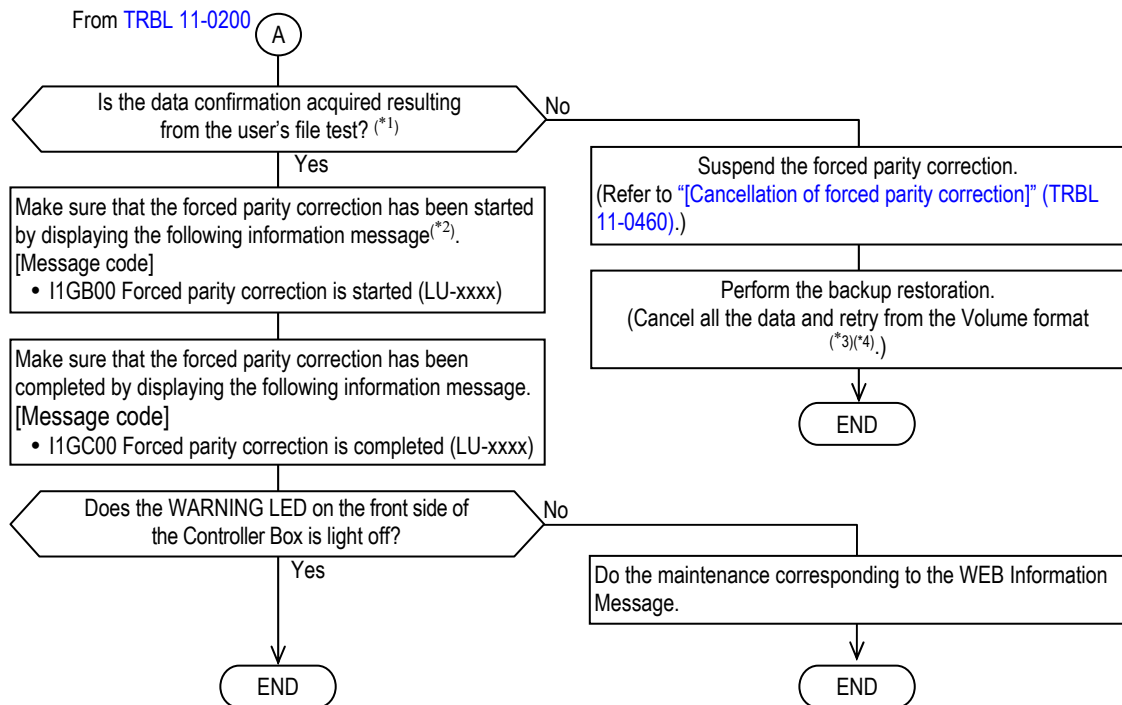 From TRBL 11-0200
A
Is the data confirmation acquired resulting
from the user's file test? (*1)
No
Yes
Suspend the forced parity correction.
(Refer to “[Cancellation of forced parity correction]” (TRBL
11-0460).)
Make sure that the forced parity correction has been started
by displaying the following information message(*2).
[Message code]
• I1GB00 Forced parity correction is started (LU-xxxx)
Perform the backup restoration.
(Cancel all the data and retry from the Volume format
(*3)(*4).)
END
Make sure that the forced parity correction has been
completed by displaying the following information message.
[Message code]
• I1GC00 Forced parity correction is completed (LU-xxxx)
Does the WARNING LED on the front side of
the Controller Box is light off?
No
Yes
Do the maintenance corresponding to the WEB Information
Message.
END
END